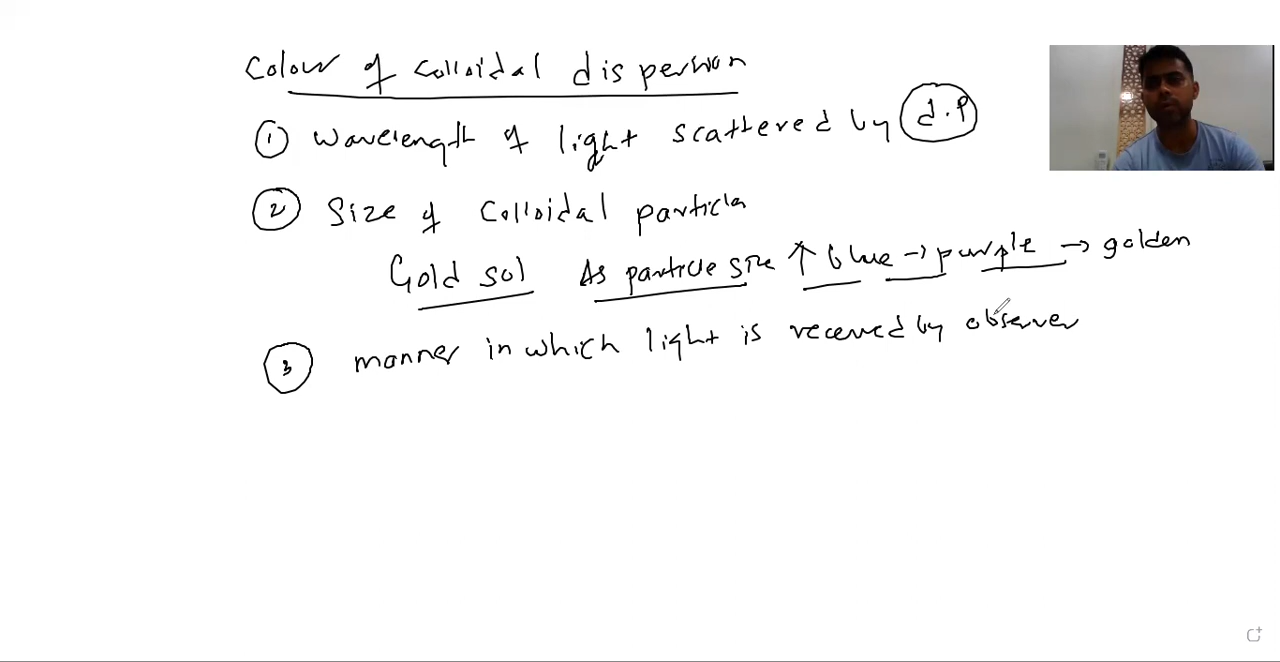 Colour of Colloidal dispersion
① Wavelength of light scattered by d.p
② Size of Colloidal particles
Gold sol As particle size ↑ blue → purple → golden
③ manner in which light is received by observer